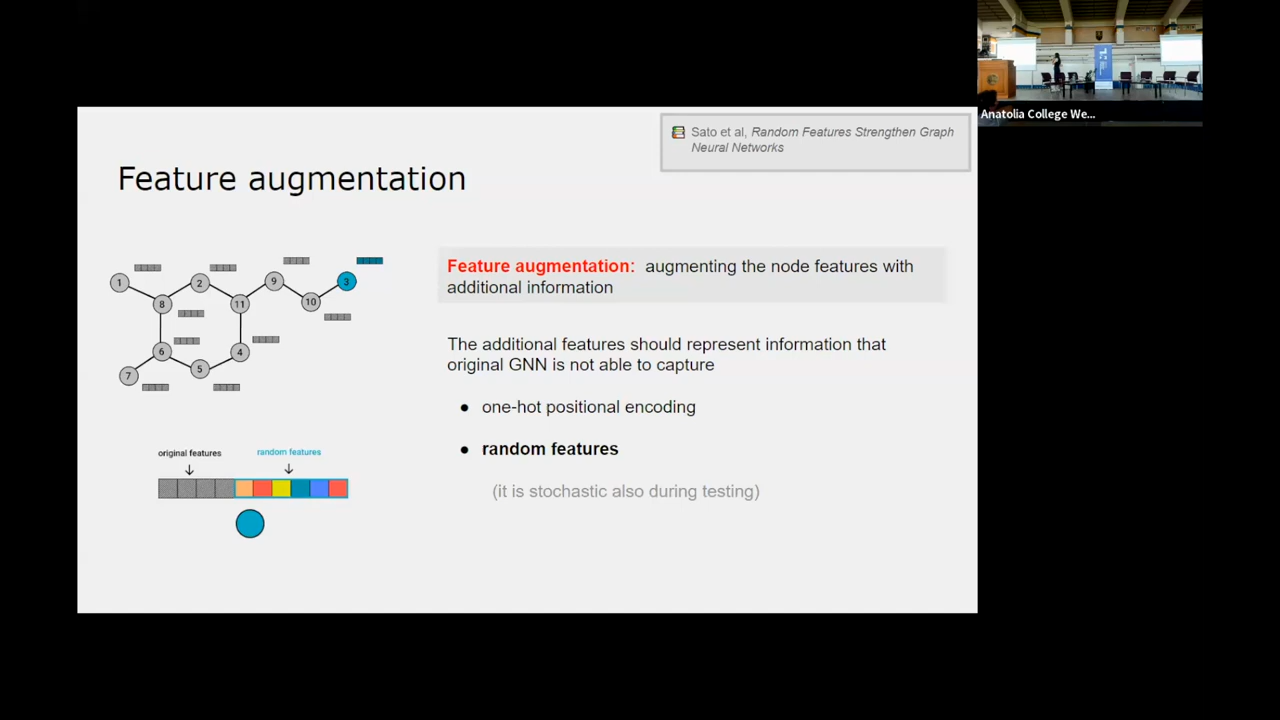 Anatolia College We...
Sato et al, Random Features Strengthen Graph
Neural Networks
Feature augmentation
1
2
9
3
8
11
10
6
4
7
5
Feature augmentation: augmenting the node features with
additional information
The additional features should represent information that
original GNN is not able to capture
● one-hot positional encoding
● random features
(it is stochastic also during testing)
original features
random features